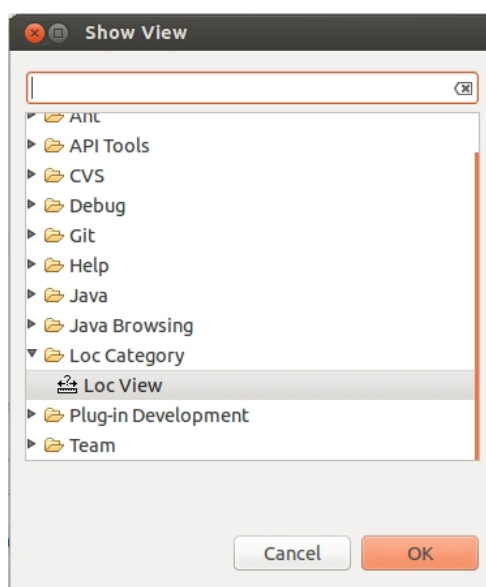 Show View
Ant
API Tools
CVS
Debug
Git
Help
Java
Java Browsing
Loc Category
Loc View
Plug-in Development
Team
Cancel
OK